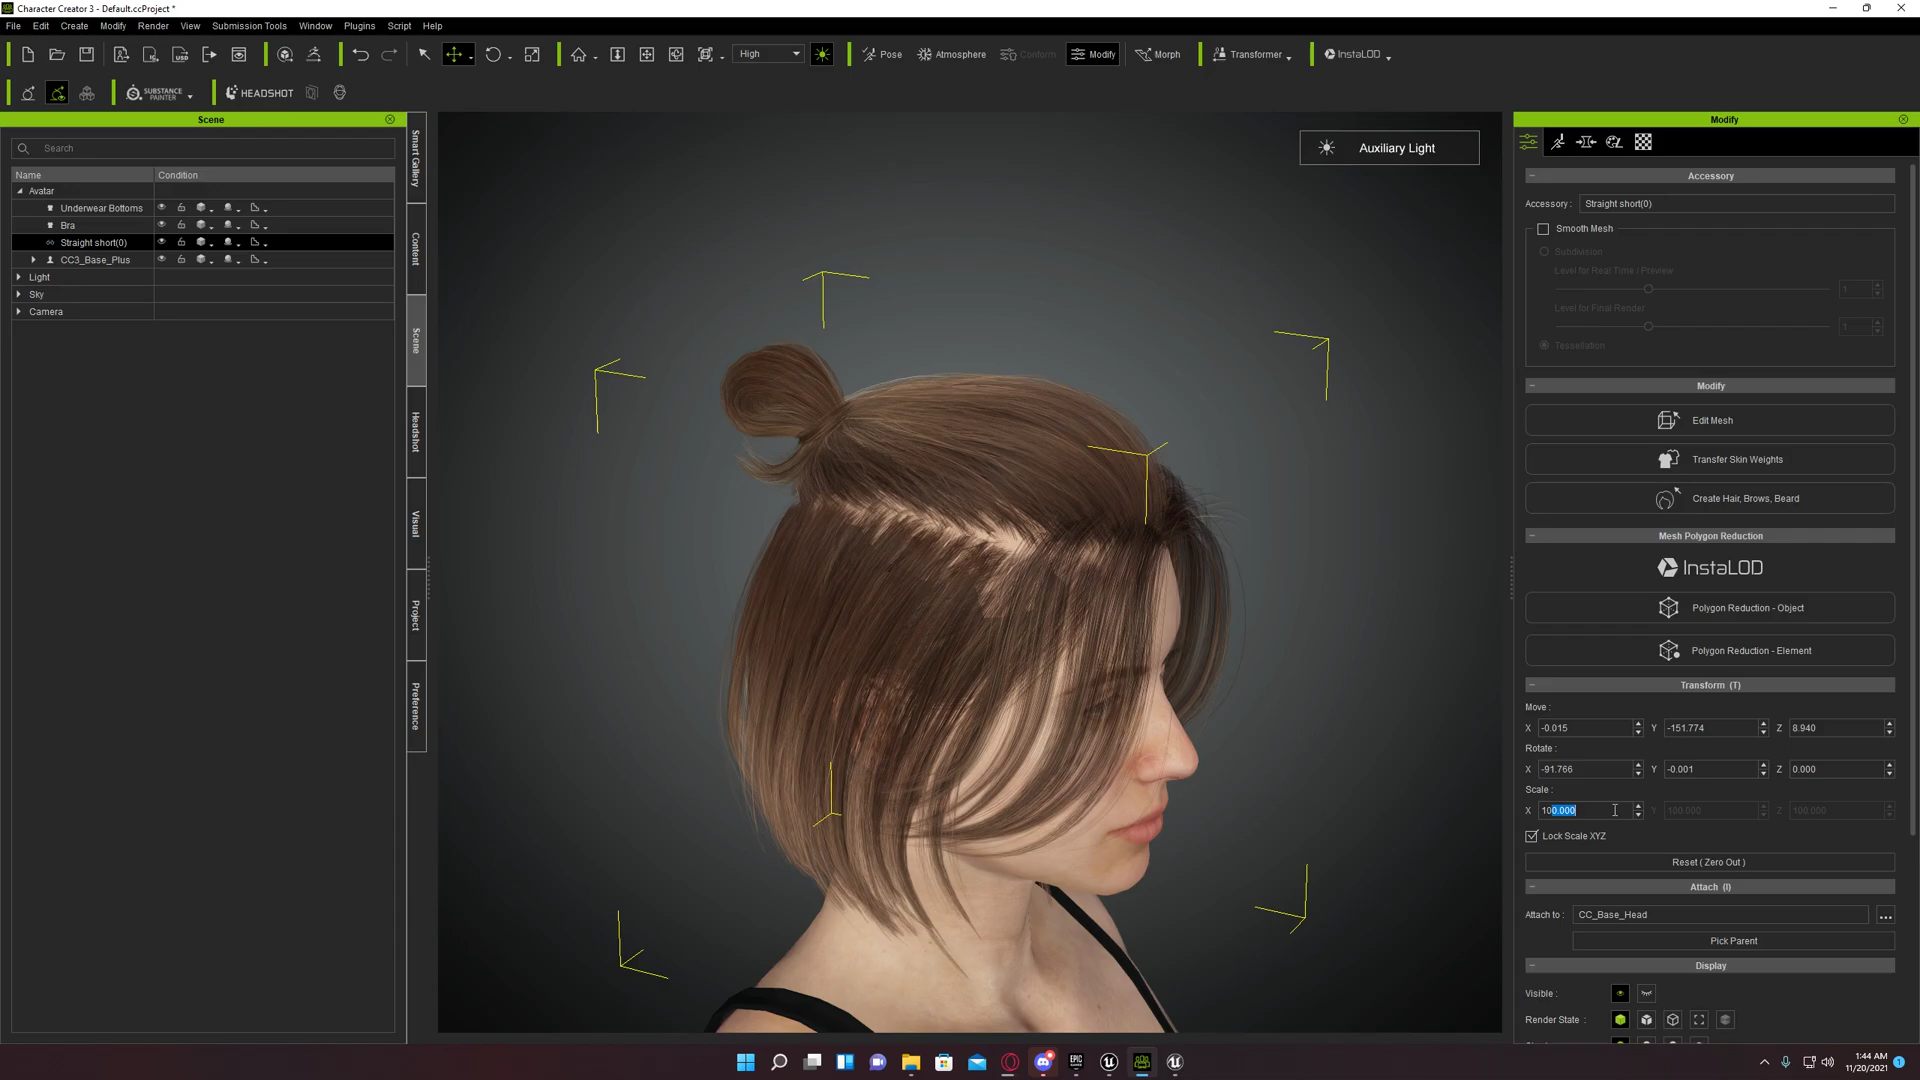 Character Creator 3 - Default.ccProject *
File Edit Create Modify Render View Submission Tools Window Plugins Script Help
High Pose Atmosphere Conform Modify Morph Transformer InstaLOD
SUBSTANCE PAINTER HEADSHOT
Scene
Search
Name Condition
Avatar
Underwear Bottoms
Bra
Straight short(0)
CC3_Base_Plus
Light
Sky
Camera
Smart Gallery
Content
Scene
Headshot
Visual
Project
Preference
Auxiliary Light
Modify
Accessory
Accessory : Straight short(0)
Smooth Mesh
Subdivision
Level for Real Time / Preview
1
Level for Final Render
1
Tessellation
Modify
Edit Mesh
Transfer Skin Weights
Create Hair, Brows, Beard
Mesh Polygon Reduction
InstaLOD
Polygon Reduction - Object
Polygon Reduction - Element
Transform (T)
Move :
X -0.015 Y -151.774 Z 8.940
Rotate :
X -91.766 Y -0.001 Z 0.000
Scale :
X 100.000 Y 100.000 Z 100.000
Lock Scale XYZ
Reset ( Zero Out )
Attach (I)
Attach to : CC_Base_Head ...
Pick Parent
Display
Visible :
Render State :
EPIC GAMES
1:44 AM
11/20/2021
1